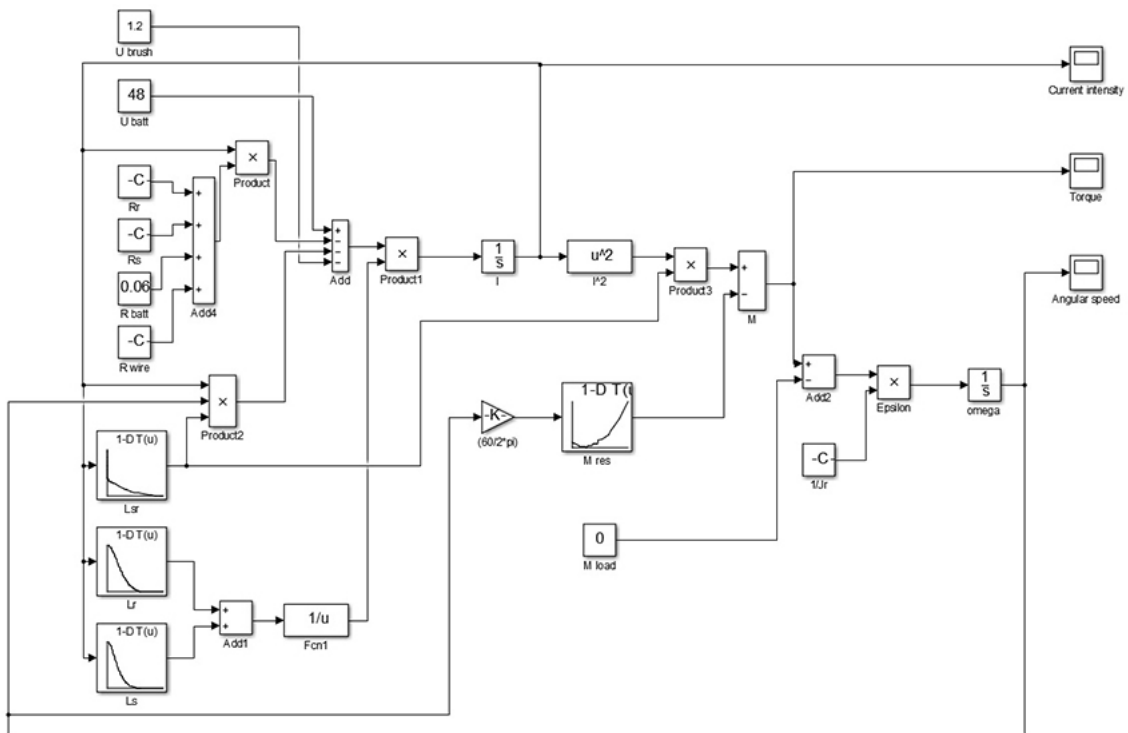 1.2
U brush
48
U batt
×
Product
-C
Rr
-C
Rs
0.06
R batt
-C
R wire
+
+
+
+
Add4
+
−
−
−
Add
×
Product1
1
s
I
u^2
I^2
×
Product3
+
−
M
Current intensity
Torque
Angular speed
×
Product2
1-D T(u)
Lsr
1-D T(u)
Lr
1-D T(u)
Ls
+
+
Add1
1/u
Fcn1
-K-
(60/2*pi)
1-D T(u
M res
0
M load
+
−
Add2
×
Epsilon
-C
1/Jr
1
s
omega